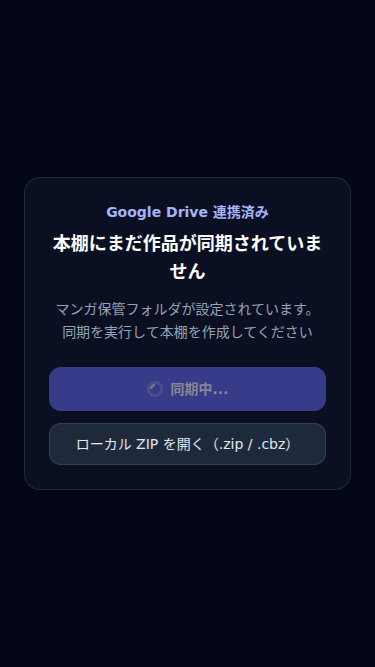 Google Drive 連携済み
本棚にまだ作品が同期されていま
せん
マンガ保管フォルダが設定されています。
同期を実行して本棚を作成してください
同期中...
ローカル ZIP を開く（.zip / .cbz）